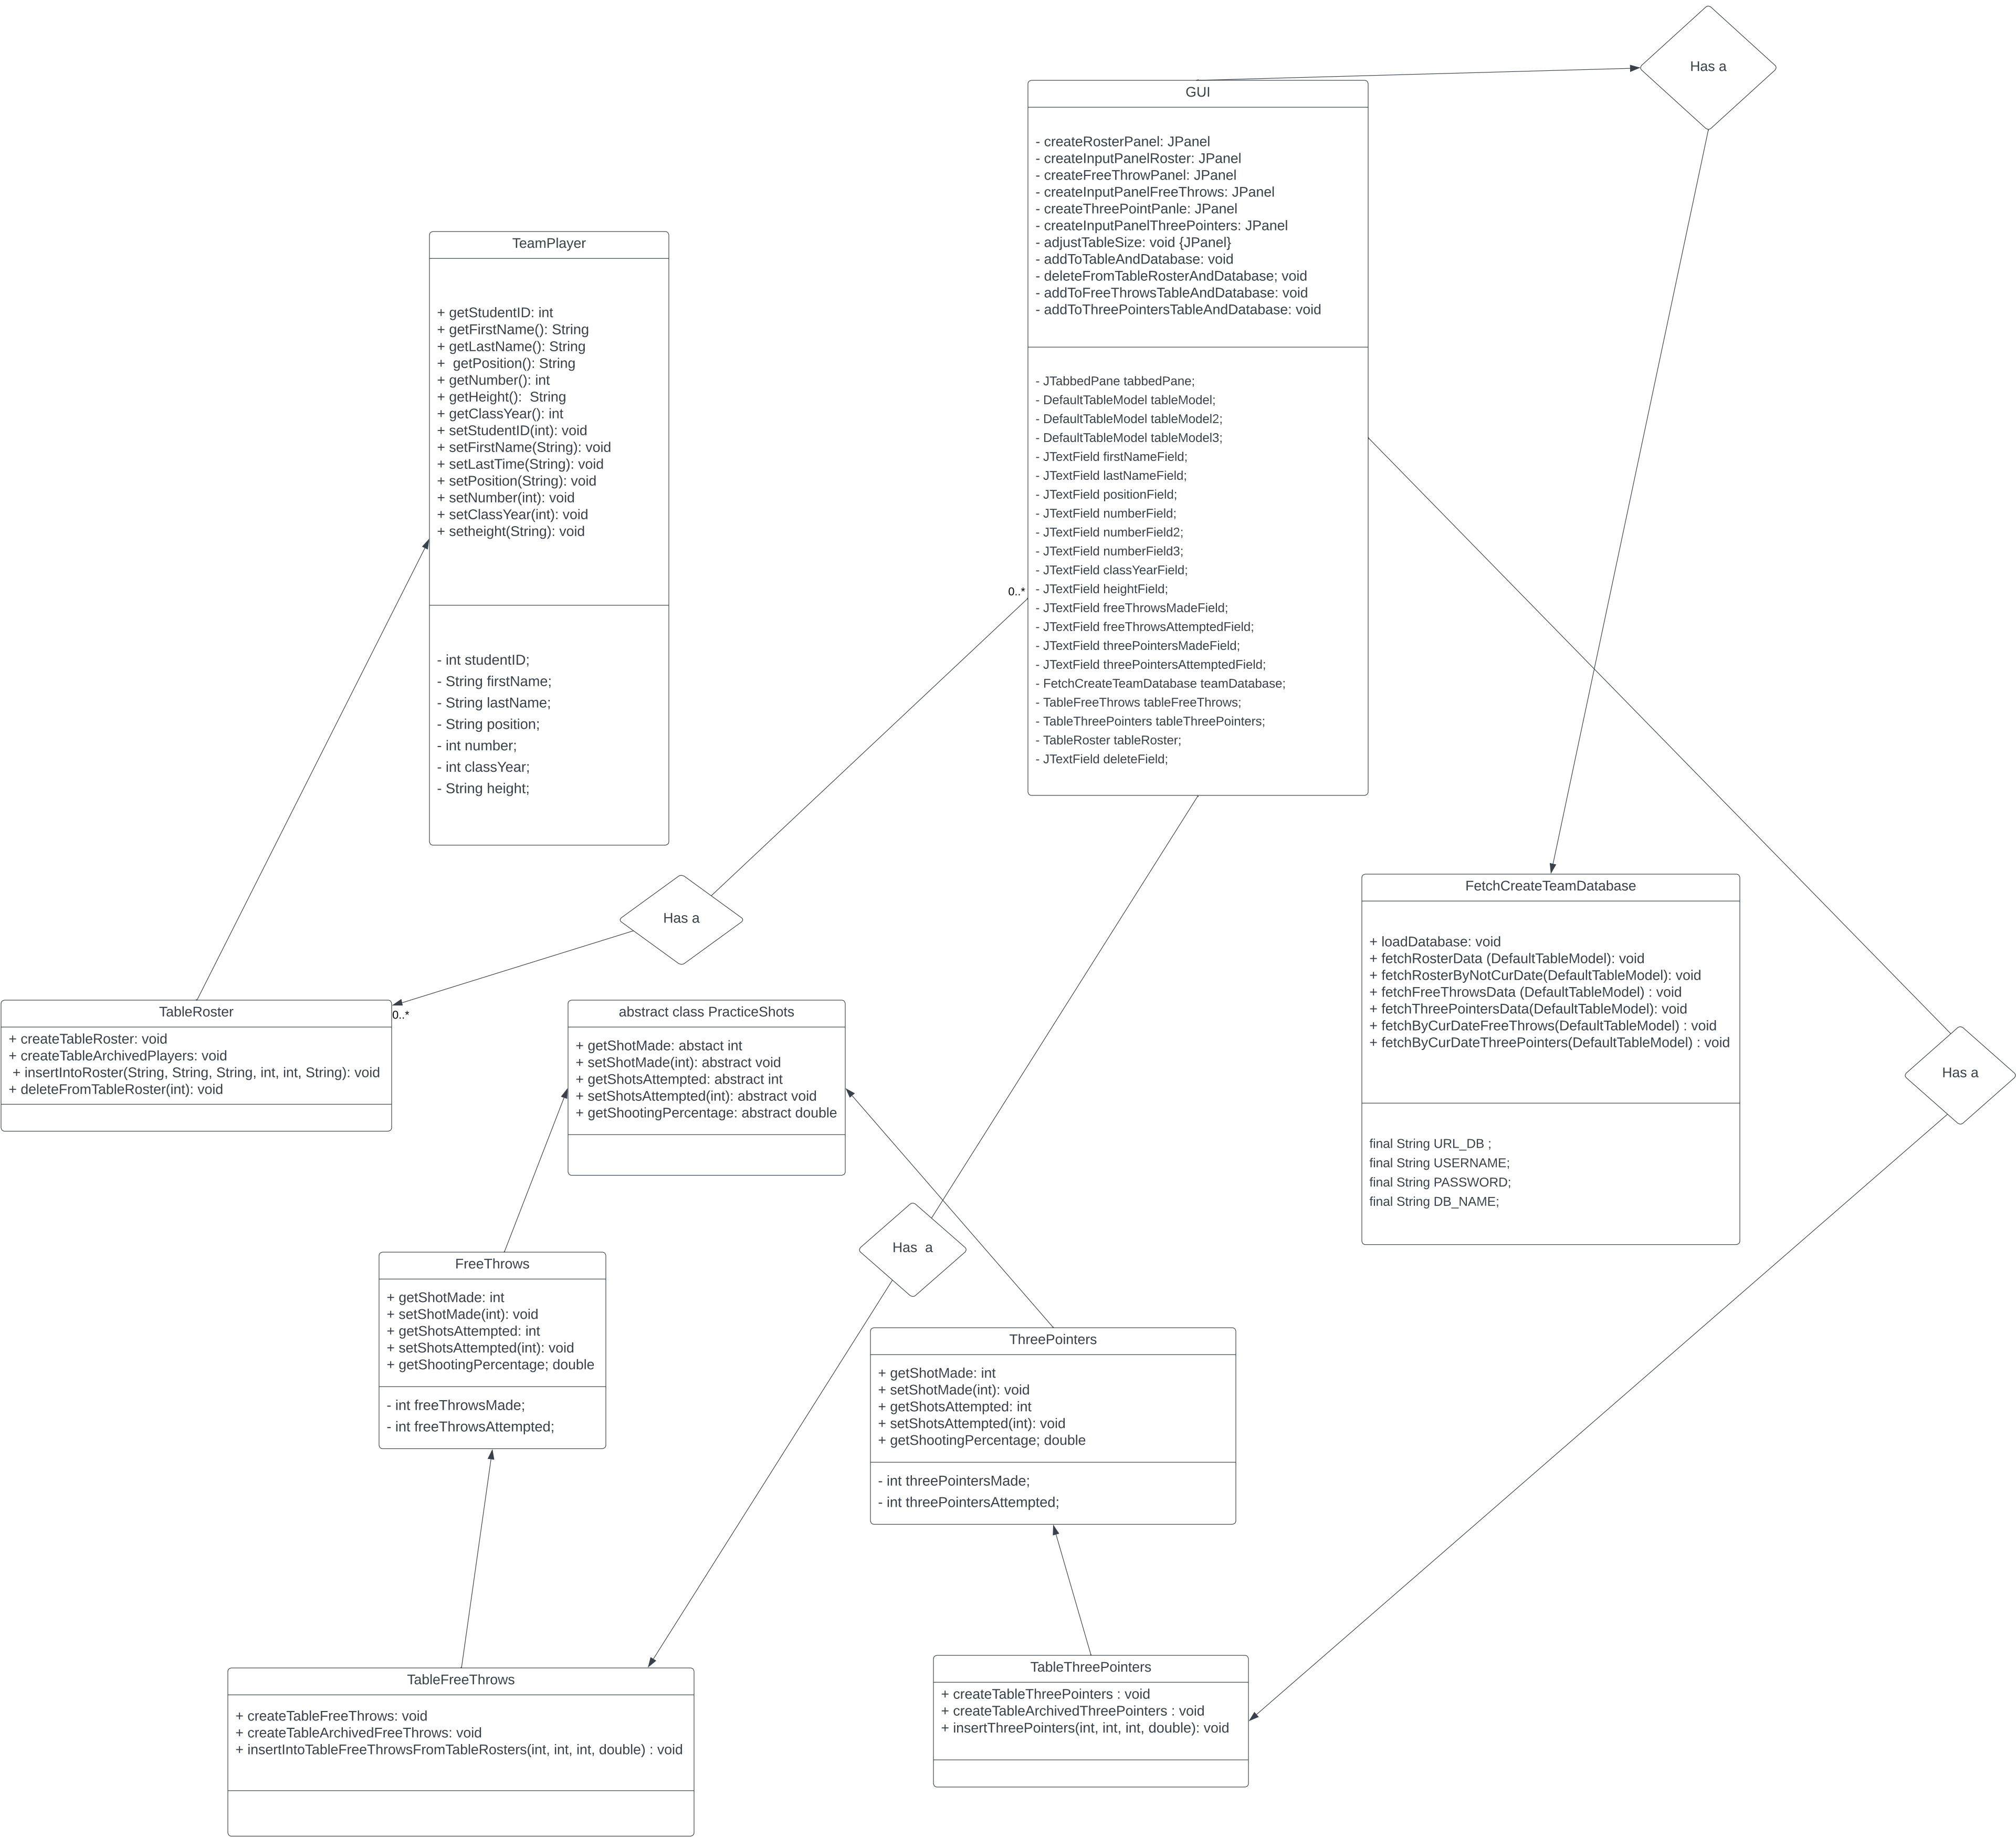 Has a
GUI
- createRosterPanel: JPanel
- createInputPanelRoster: JPanel
- createFreeThrowPanel: JPanel
- createInputPanelFreeThrows: JPanel
- createThreePointPanle: JPanel
- createInputPanelThreePointers: JPanel
- adjustTableSize: void {JPanel}
- addToTableAndDatabase: void
- deleteFromTableRosterAndDatabase; void
- addToFreeThrowsTableAndDatabase: void
- addToThreePointersTableAndDatabase: void
- JTabbedPane tabbedPane;
- DefaultTableModel tableModel;
- DefaultTableModel tableModel2;
- DefaultTableModel tableModel3;
- JTextField firstNameField;
- JTextField lastNameField;
- JTextField positionField;
- JTextField numberField;
- JTextField numberField2;
- JTextField numberField3;
- JTextField classYearField;
- JTextField heightField;
- JTextField freeThrowsMadeField;
- JTextField freeThrowsAttemptedField;
- JTextField threePointersMadeField;
- JTextField threePointersAttemptedField;
- FetchCreateTeamDatabase teamDatabase;
- TableFreeThrows tableFreeThrows;
- TableThreePointers tableThreePointers;
- TableRoster tableRoster;
- JTextField deleteField;
0..*
TeamPlayer
+ getStudentID: int
+ getFirstName(): String
+ getLastName(): String
+  getPosition(): String
+ getNumber(): int
+ getHeight():  String
+ getClassYear(): int
+ setStudentID(int): void
+ setFirstName(String): void
+ setLastTime(String): void
+ setPosition(String): void
+ setNumber(int): void
+ setClassYear(int): void
+ setheight(String): void
- int studentID;
- String firstName;
- String lastName;
- String position;
- int number;
- int classYear;
- String height;
Has a
FetchCreateTeamDatabase
+ loadDatabase: void
+ fetchRosterData (DefaultTableModel): void
+ fetchRosterByNotCurDate(DefaultTableModel): void
+ fetchFreeThrowsData (DefaultTableModel) : void
+ fetchThreePointersData(DefaultTableModel): void
+ fetchByCurDateFreeThrows(DefaultTableModel) : void
+ fetchByCurDateThreePointers(DefaultTableModel) : void
final String URL_DB ;
final String USERNAME;
final String PASSWORD;
final String DB_NAME;
Has a
TableRoster
+ createTableRoster: void
+ createTableArchivedPlayers: void
+ insertIntoRoster(String, String, String, int, int, String): void
+ deleteFromTableRoster(int): void
0..*
abstract class PracticeShots
+ getShotMade: abstact int
+ setShotMade(int): abstract void
+ getShotsAttempted: abstract int
+ setShotsAttempted(int): abstract void
+ getShootingPercentage: abstract double
Has  a
FreeThrows
+ getShotMade: int
+ setShotMade(int): void
+ getShotsAttempted: int
+ setShotsAttempted(int): void
+ getShootingPercentage; double
- int freeThrowsMade;
- int freeThrowsAttempted;
ThreePointers
+ getShotMade: int
+ setShotMade(int): void
+ getShotsAttempted: int
+ setShotsAttempted(int): void
+ getShootingPercentage; double
- int threePointersMade;
- int threePointersAttempted;
TableFreeThrows
+ createTableFreeThrows: void
+ createTableArchivedFreeThrows: void
+ insertIntoTableFreeThrowsFromTableRosters(int, int, int, double) : void
TableThreePointers
+ createTableThreePointers : void
+ createTableArchivedThreePointers : void
+ insertThreePointers(int, int, int, double): void